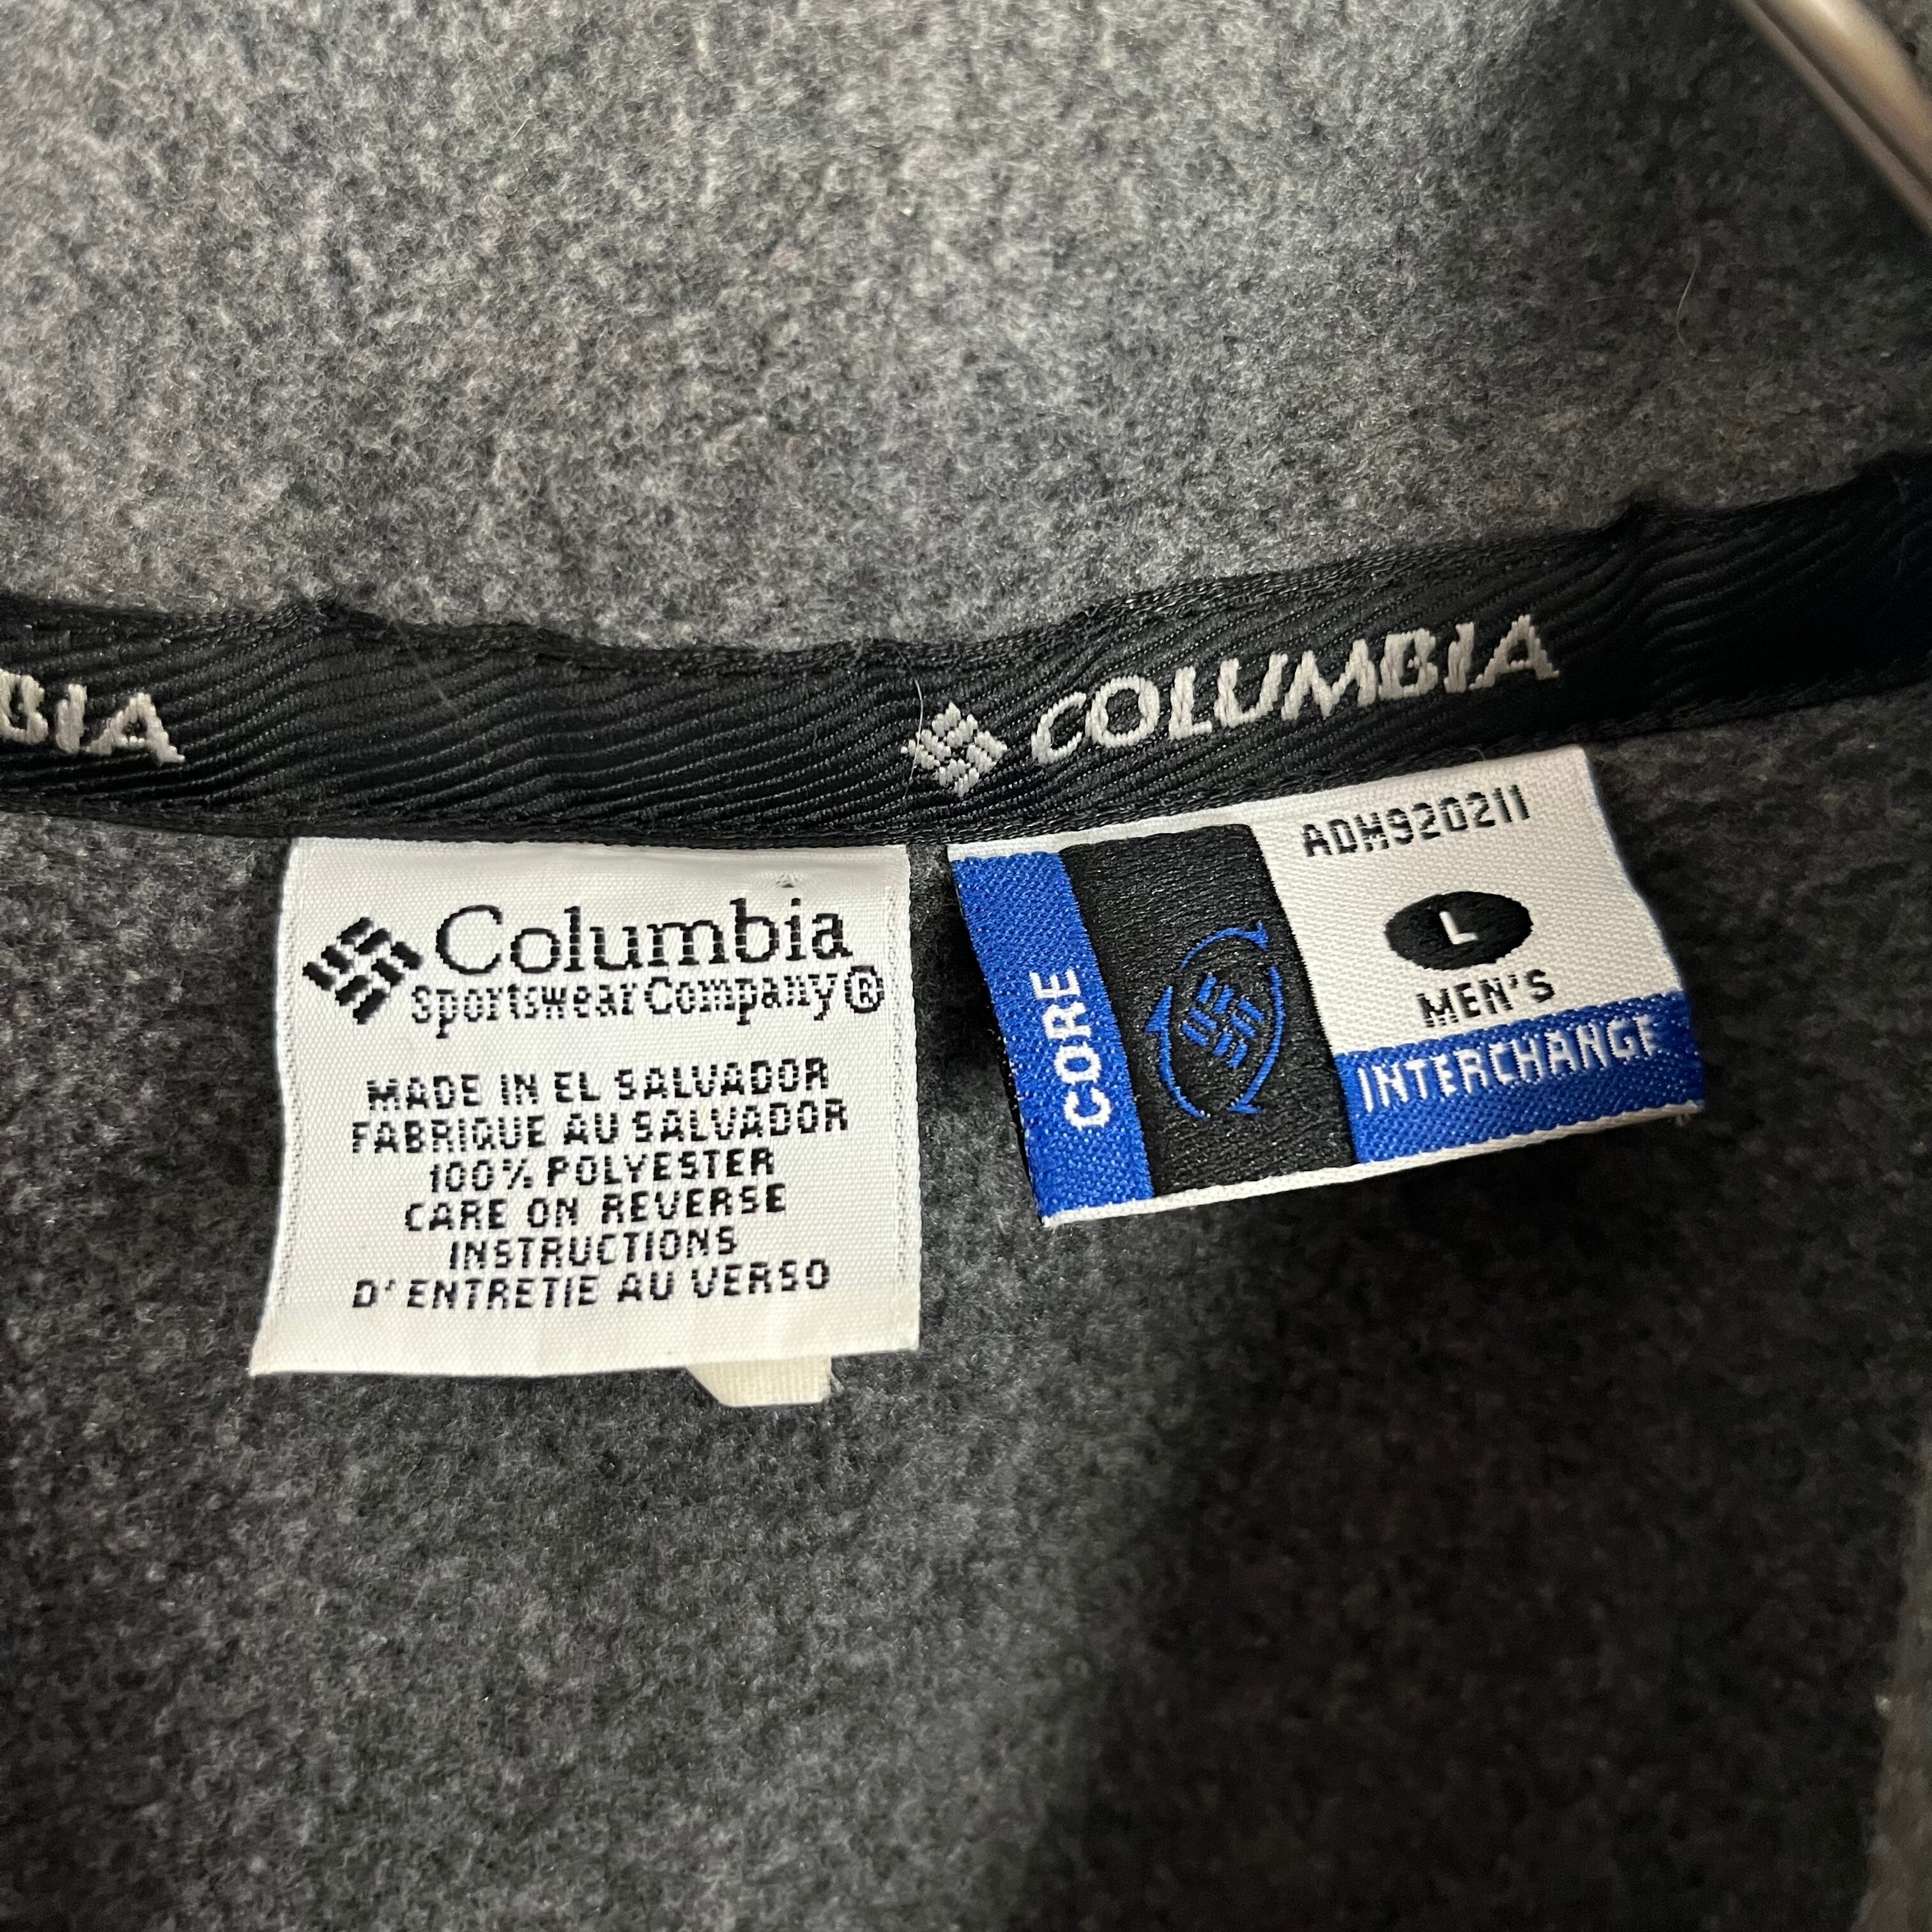 BIA
COLUMBIA
Columbia
Sportswear Company®
MADE IN EL SALVADOR
FABRIQUE AU SALVADOR
100% POLYESTER
CARE ON REVERSE
INSTRUCTIONS
D'ENTRETIE AU VERSO
CORE
ADM920211
L
MEN'S
INTERCHANGE